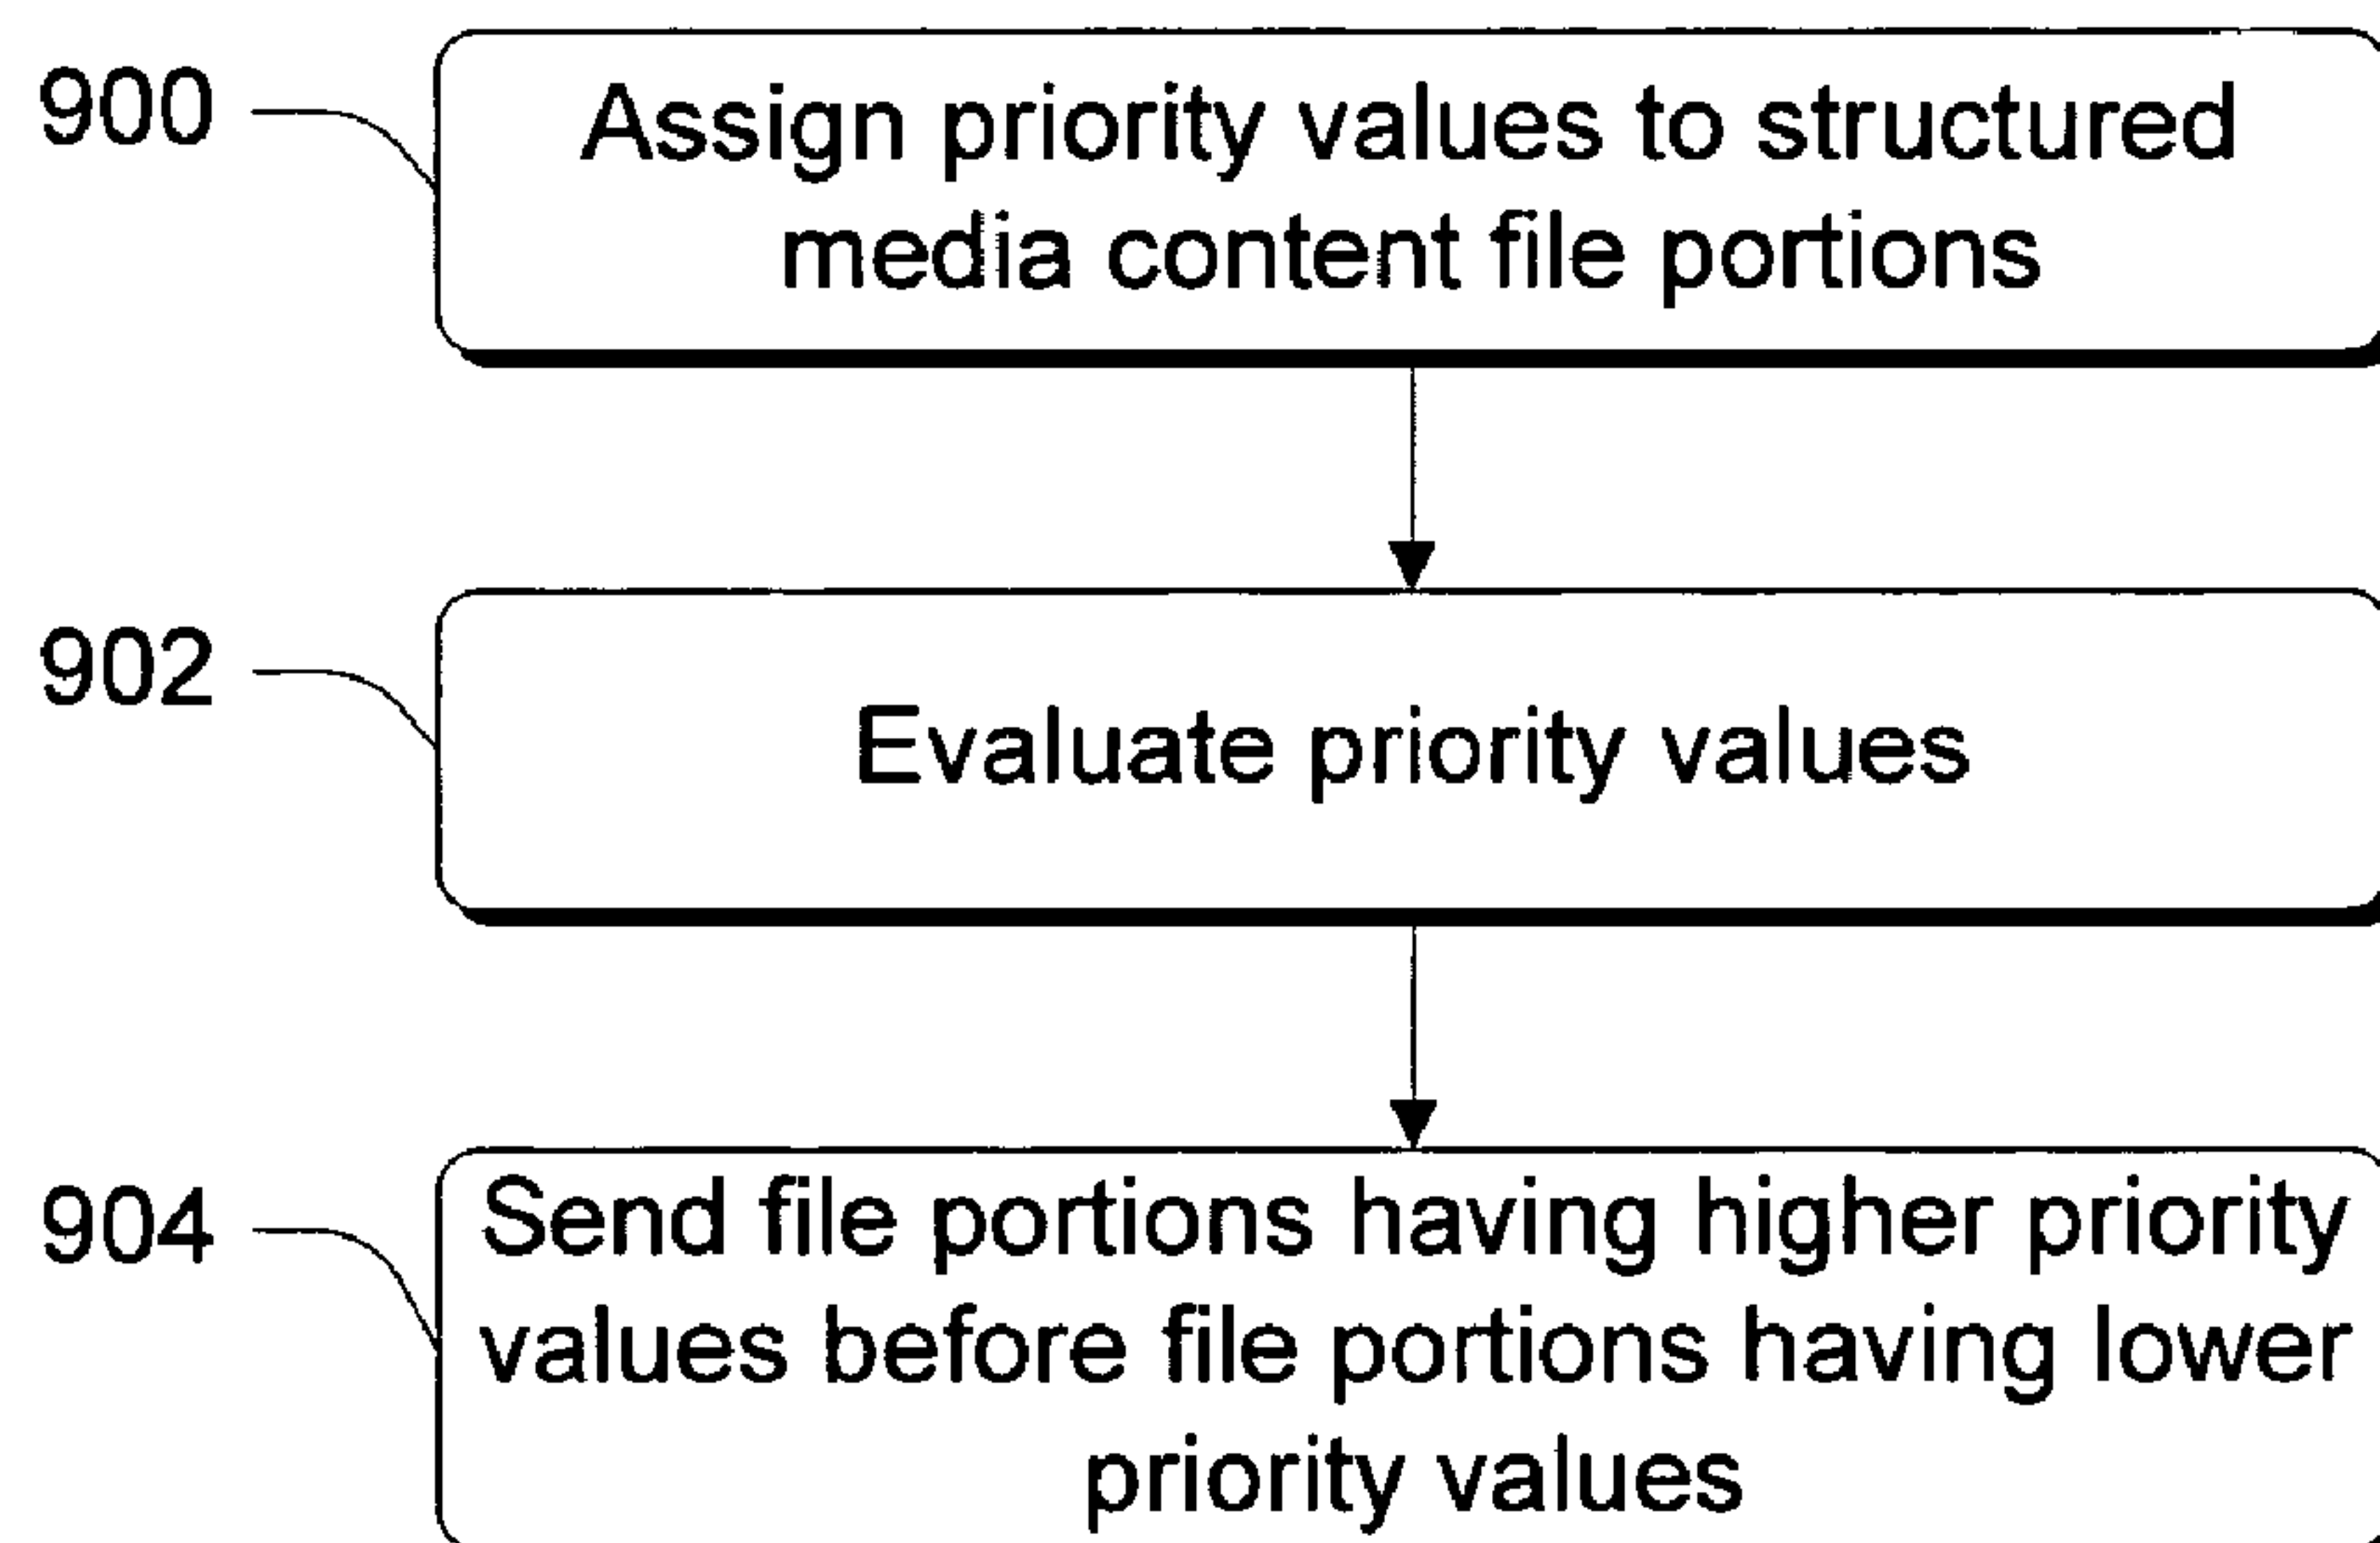 900
Assign priority values to structured
media content file portions
902
Evaluate priority values
904
Send file portions having higher priority
values before file portions having lower
priority values